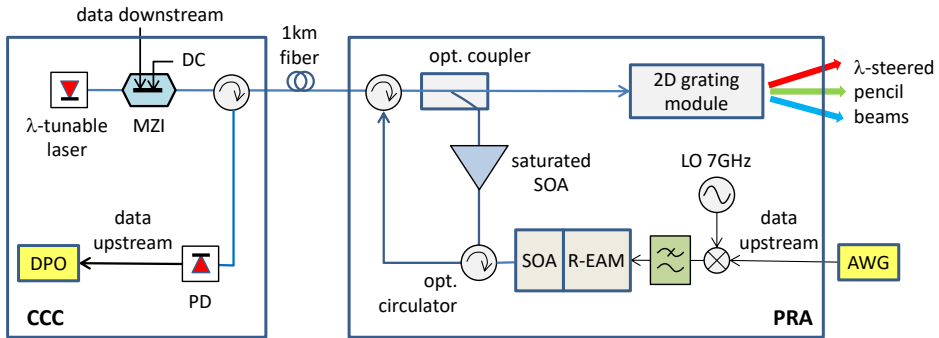 data downstream
DC
MZI
λ-tunable
laser
1km
fiber
opt. coupler
2D grating
module
λ-steered
pencil
beams
saturated
SOA
LO 7GHz
data
upstream
DPO
PD
opt.
circulator
SOA
R-EAM
data
upstream
AWG
CCC
PRA